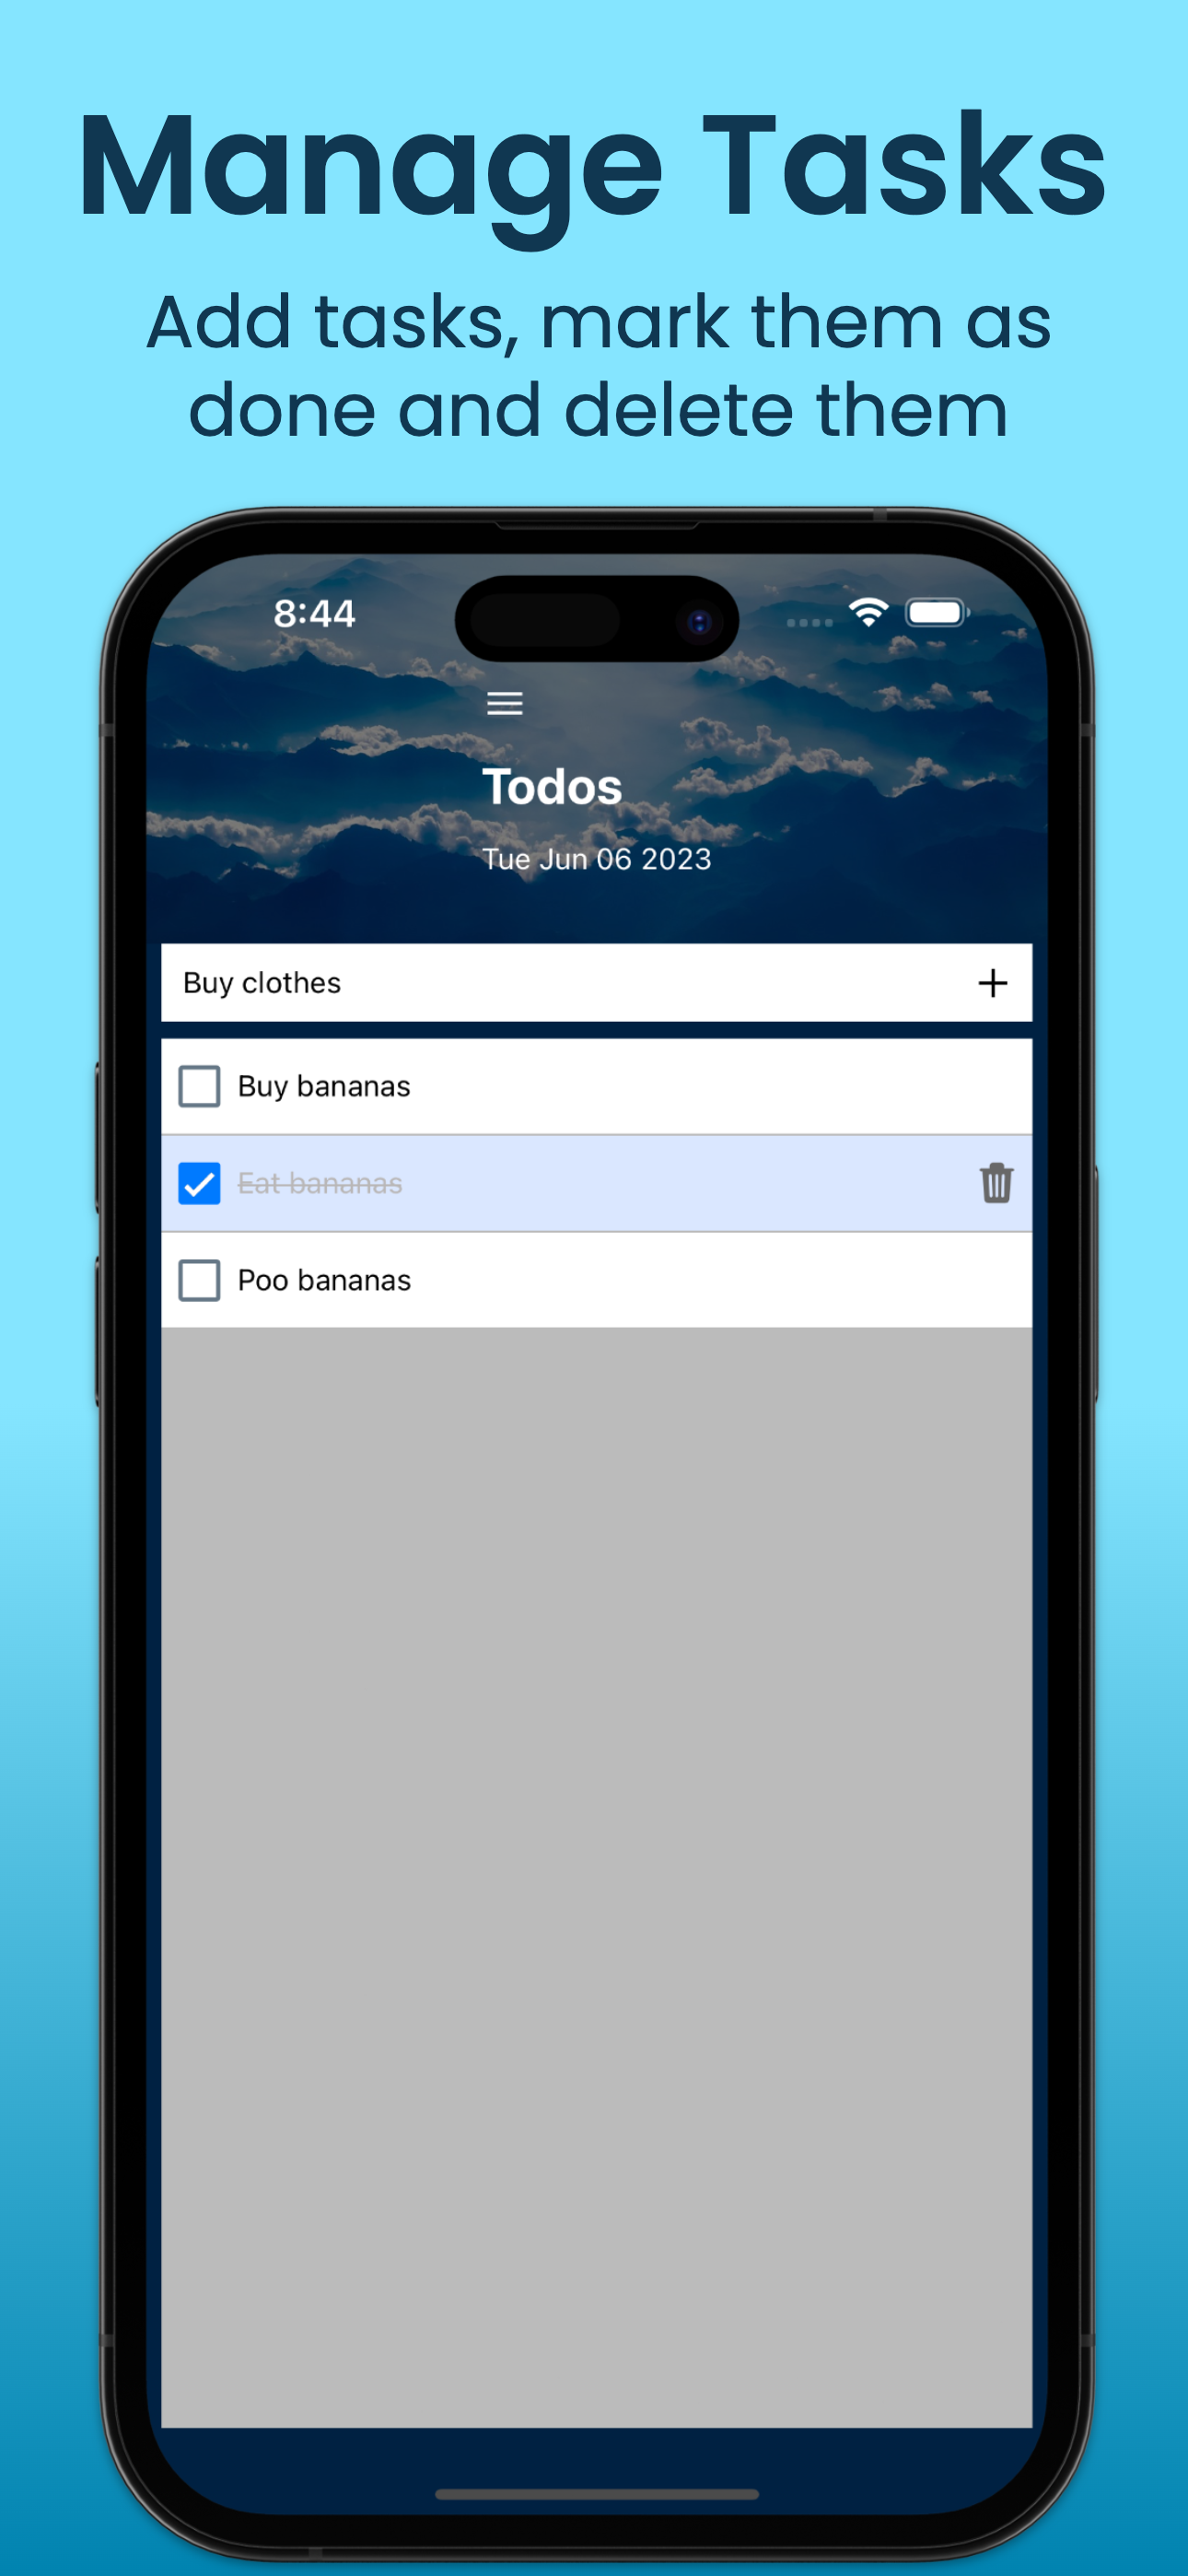 Manage Tasks
Add tasks, mark them as
done and delete them
8:44
Todos
Tue Jun 06 2023
Buy clothes
Buy bananas
Eat bananas
Poo bananas